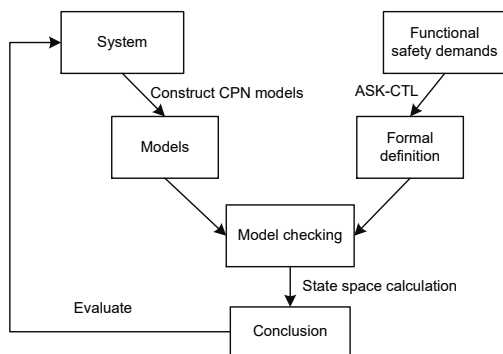 System
Functional
safety demands
Construct CPN models
ASK-CTL
Models
Formal
definition
Model checking
State space calculation
Evaluate
Conclusion